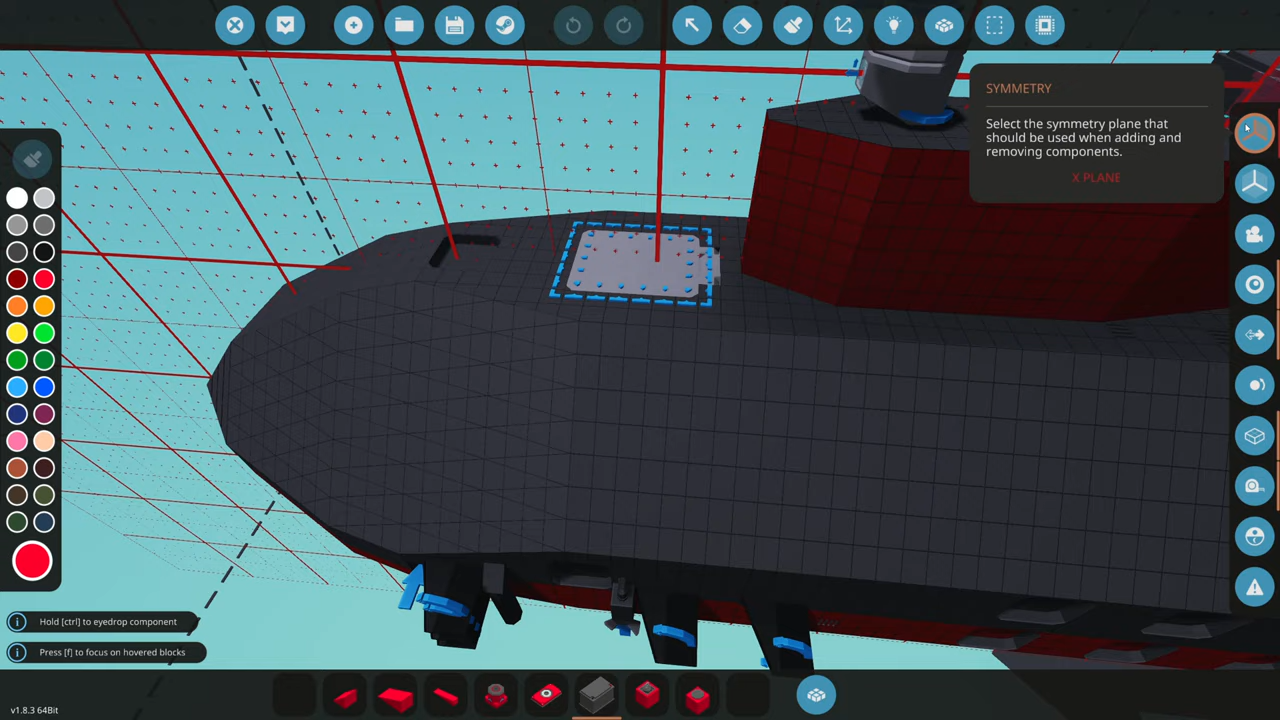 SYMMETRY
Select the symmetry plane that
should be used when adding and
removing components.
X PLANE
Hold [ctrl] to eyedrop component
Press [f] to focus on hovered blocks
v1.8.3 64Bit